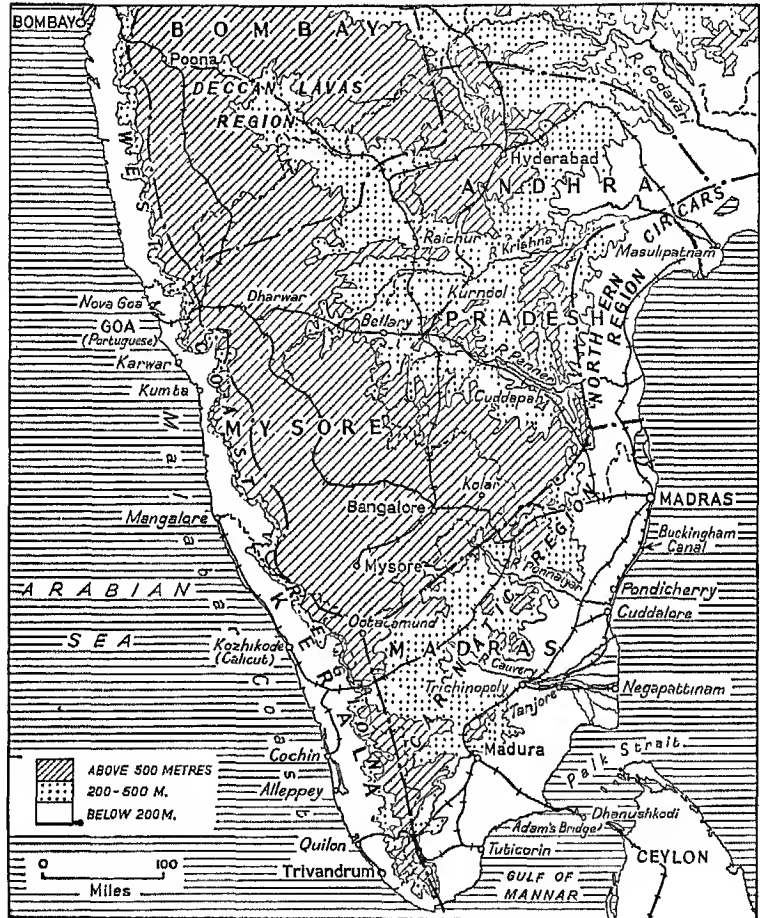 BOMBAY
BOMBAY
Poona
DECCAN LAVAS
REGION
R. Godavari
Hyderabad
ANDHRA
Raichur
R. Krishna
Masulipatnam
NORTHERN CIRCARS
REGION
Nova Goa
GOA
(Portuguese)
Dharwar
Bellary
Kurnool
PRADESH
R. Penner
Cuddapah
Karwar
Kumta
WEST COAST REGION
MYSORE
Kolar
Bangalore
MADRAS
Buckingham
Canal
Mangalore
Mysore
R. Ponnaiyar
Pondicherry
Cuddalore
ARABIAN
SEA
Malabar Coast
Ootacamund
MADRAS
CARNATIC REGION
Kozhikode
(Calicut)
KERALA
R. Cauvery
Trichinopoly
Tanjore
Negapattinam
Madura
Palk Strait
Cochin
Alleppey
Dhanushkodi
Adam's Bridge
Quilon
Tuticorin
CEYLON
Trivandrum
GULF OF
MANNAR
ABOVE 500 METRES
200-500 M.
BELOW 200M.
0 100
Miles